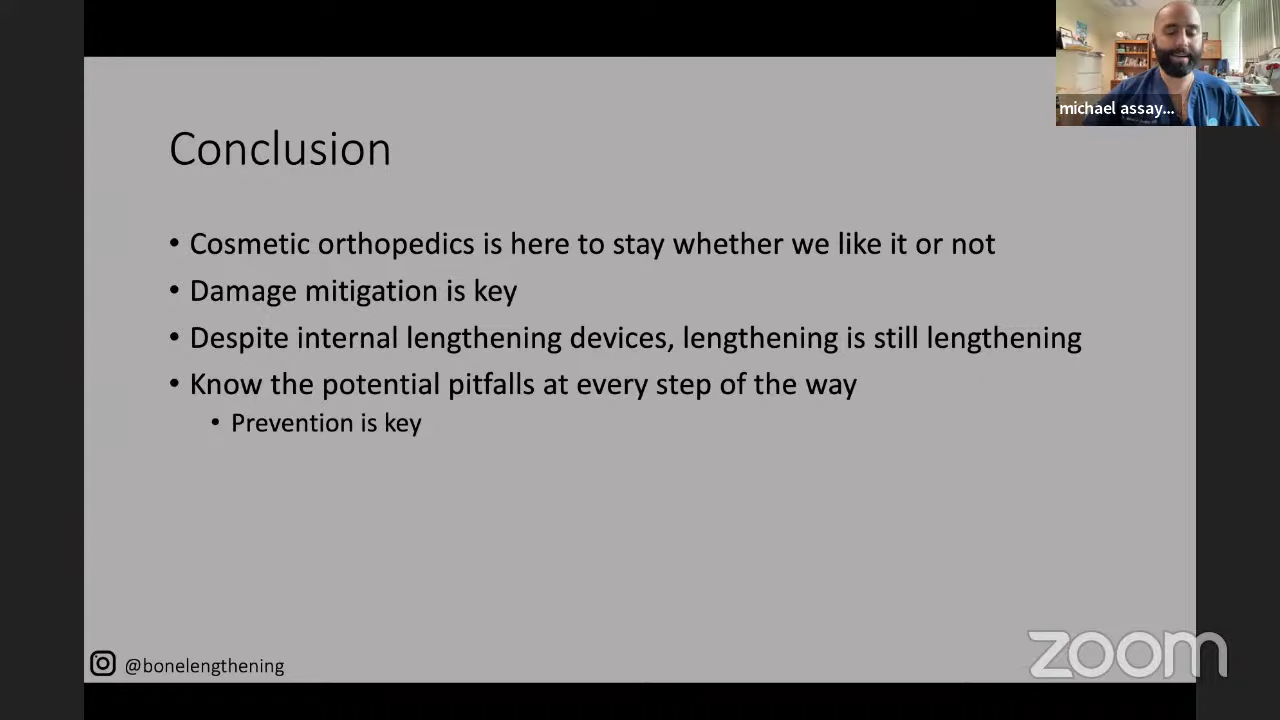 michael assay...
Conclusion
• Cosmetic orthopedics is here to stay whether we like it or not
• Damage mitigation is key
• Despite internal lengthening devices, lengthening is still lengthening
• Know the potential pitfalls at every step of the way
• Prevention is key
@bonelengthening
zoom